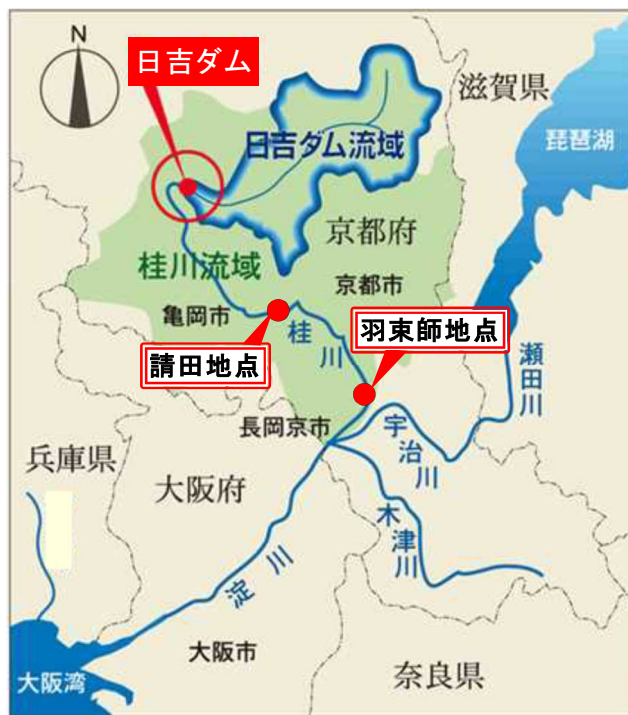 N
日吉ダム
滋賀県
琵琶湖
日吉ダム流域
京都府
桂川流域
京都市
亀岡市
桂川
羽束師地点
請田地点
瀬田川
長岡京市
宇治川
兵庫県
大阪府
木津川
淀川
大阪市
大阪湾
奈良県